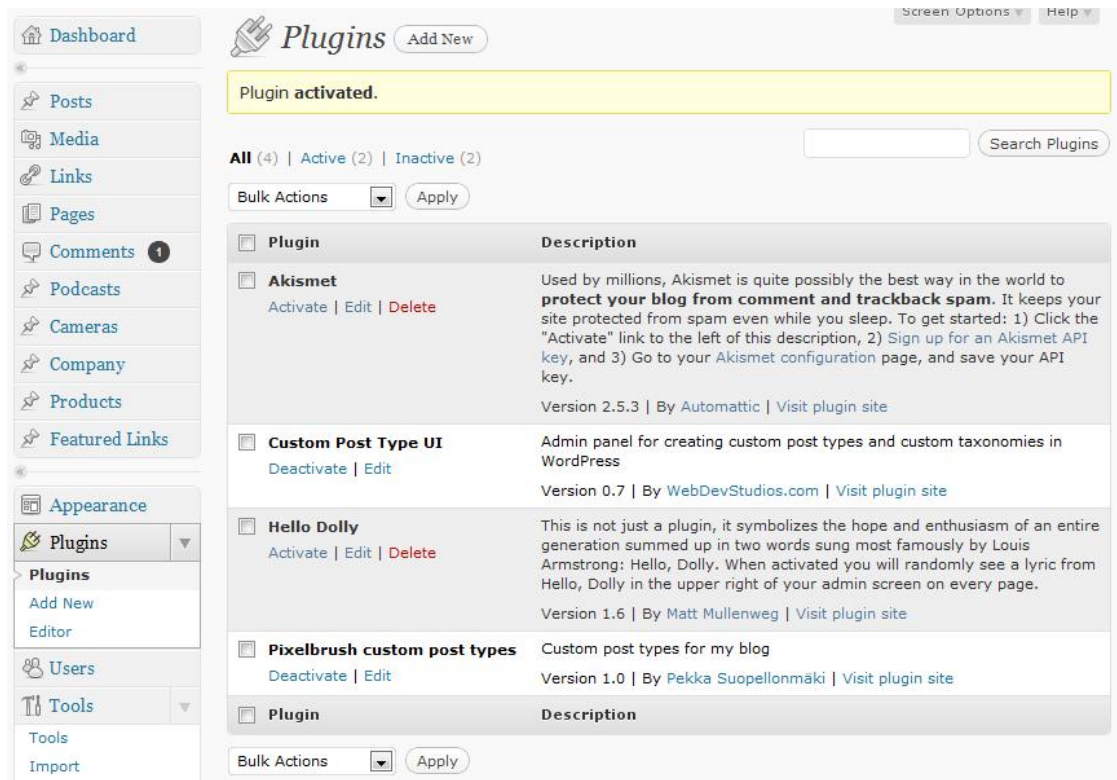 Screen Options Help
Dashboard
Posts
Media
Links
Pages
Comments 1
Podcasts
Cameras
Company
Products
Featured Links
Appearance
Plugins
Plugins
Add New
Editor
Users
Tools
Tools
Import
Plugins Add New
Plugin activated.
Search Plugins
All (4) | Active (2) | Inactive (2)
Bulk Actions Apply
Plugin Description
Akismet
Activate | Edit | Delete
Used by millions, Akismet is quite possibly the best way in the world to
protect your blog from comment and trackback spam. It keeps your
site protected from spam even while you sleep. To get started: 1) Click the
"Activate" link to the left of this description, 2) Sign up for an Akismet API
key, and 3) Go to your Akismet configuration page, and save your API
key.
Version 2.5.3 | By Automattic | Visit plugin site
Custom Post Type UI
Deactivate | Edit
Admin panel for creating custom post types and custom taxonomies in
WordPress
Version 0.7 | By WebDevStudios.com | Visit plugin site
Hello Dolly
Activate | Edit | Delete
This is not just a plugin, it symbolizes the hope and enthusiasm of an entire
generation summed up in two words sung most famously by Louis
Armstrong: Hello, Dolly. When activated you will randomly see a lyric from
Hello, Dolly in the upper right of your admin screen on every page.
Version 1.6 | By Matt Mullenweg | Visit plugin site
Pixelbrush custom post types
Deactivate | Edit
Custom post types for my blog
Version 1.0 | By Pekka Suopellonmäki | Visit plugin site
Plugin Description
Bulk Actions Apply